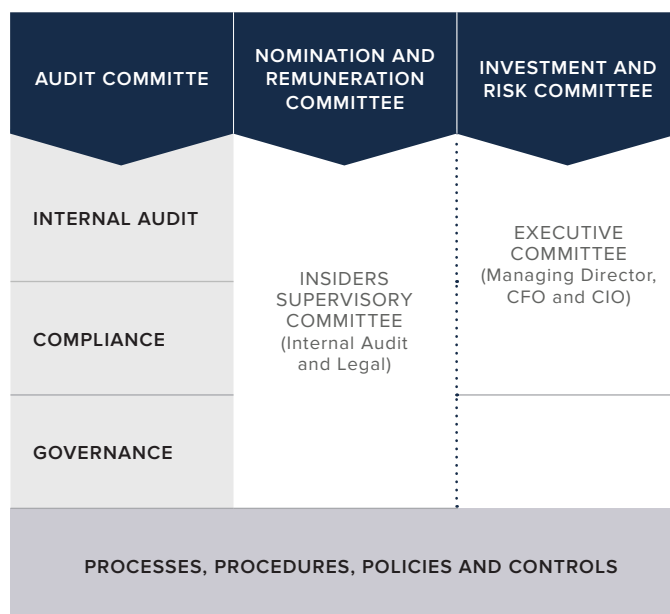 AUDIT COMMITTE
NOMINATION AND
REMUNERATION
COMMITTEE
INVESTMENT AND
RISK COMMITTEE
INTERNAL AUDIT
COMPLIANCE
GOVERNANCE
INSIDERS
SUPERVISORY
COMMITTEE
(Internal Audit
and Legal)
EXECUTIVE
COMMITTEE
(Managing Director,
CFO and CIO)
PROCESSES, PROCEDURES, POLICIES AND CONTROLS